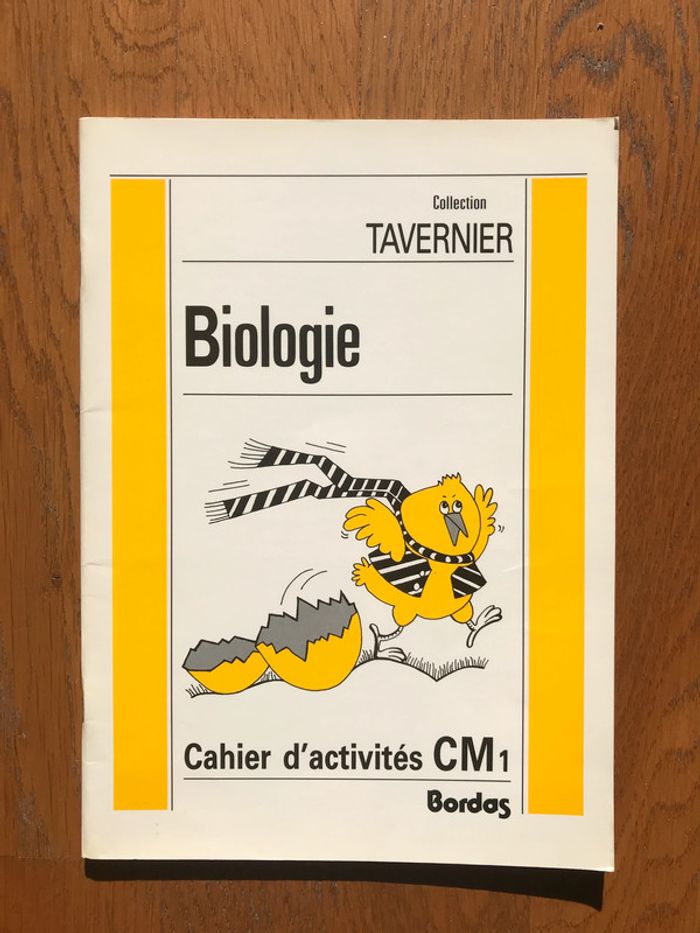 Collection
TAVERNIER
Biologie
Cahier d'activités CM1
Bordas